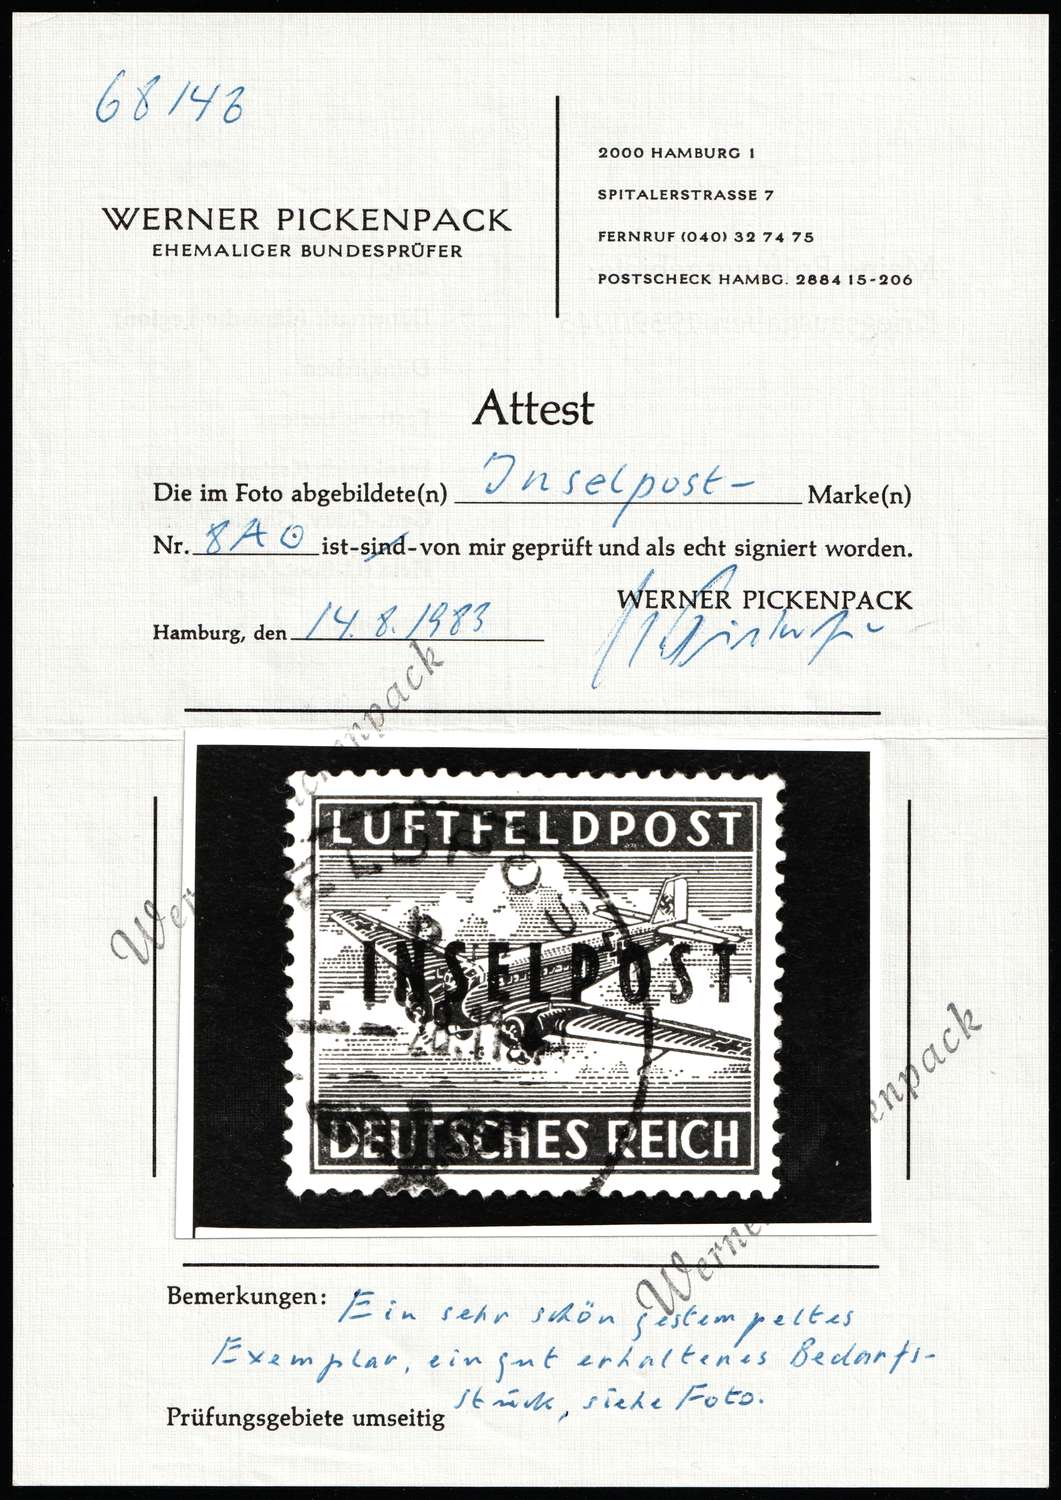 68146
WERNER PICKENPACK
EHEMALIGER BUNDESPRÜFER
2000 HAMBURG 1
SPITALERSTRASSE 7
FERNRUF (040) 32 74 75
POSTSCHECK HAMBG. 2884 15-206
Attest
Die im Foto abgebildete(n) Inselpost- Marke(n)
Nr. 8A ist-sind-von mir geprüft und als echt signiert worden.
WERNER PICKENPACK
Hamburg, den 14.8.1983
Werner Pickenpack
LUFTFELDPOST
INSELPOST
DEUTSCHES REICH
Bemerkungen: Ein sehr schön gestempeltes
Exemplar, ein gut erhaltenes Bedarfs-
stück, siehe Foto.
Prüfungsgebiete umseitig